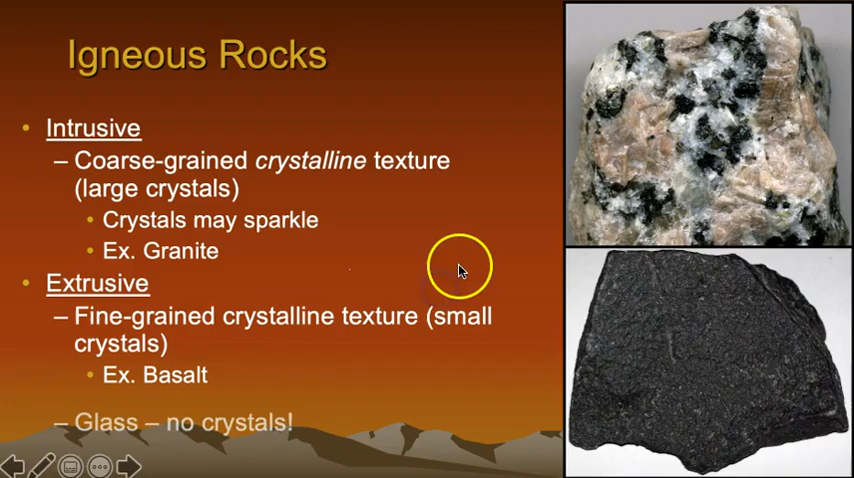 Igneous Rocks
• Intrusive
– Coarse-grained crystalline texture
(large crystals)
• Crystals may sparkle
• Ex. Granite
• Extrusive
– Fine-grained crystalline texture (small
crystals)
• Ex. Basalt
– Glass – no crystals!